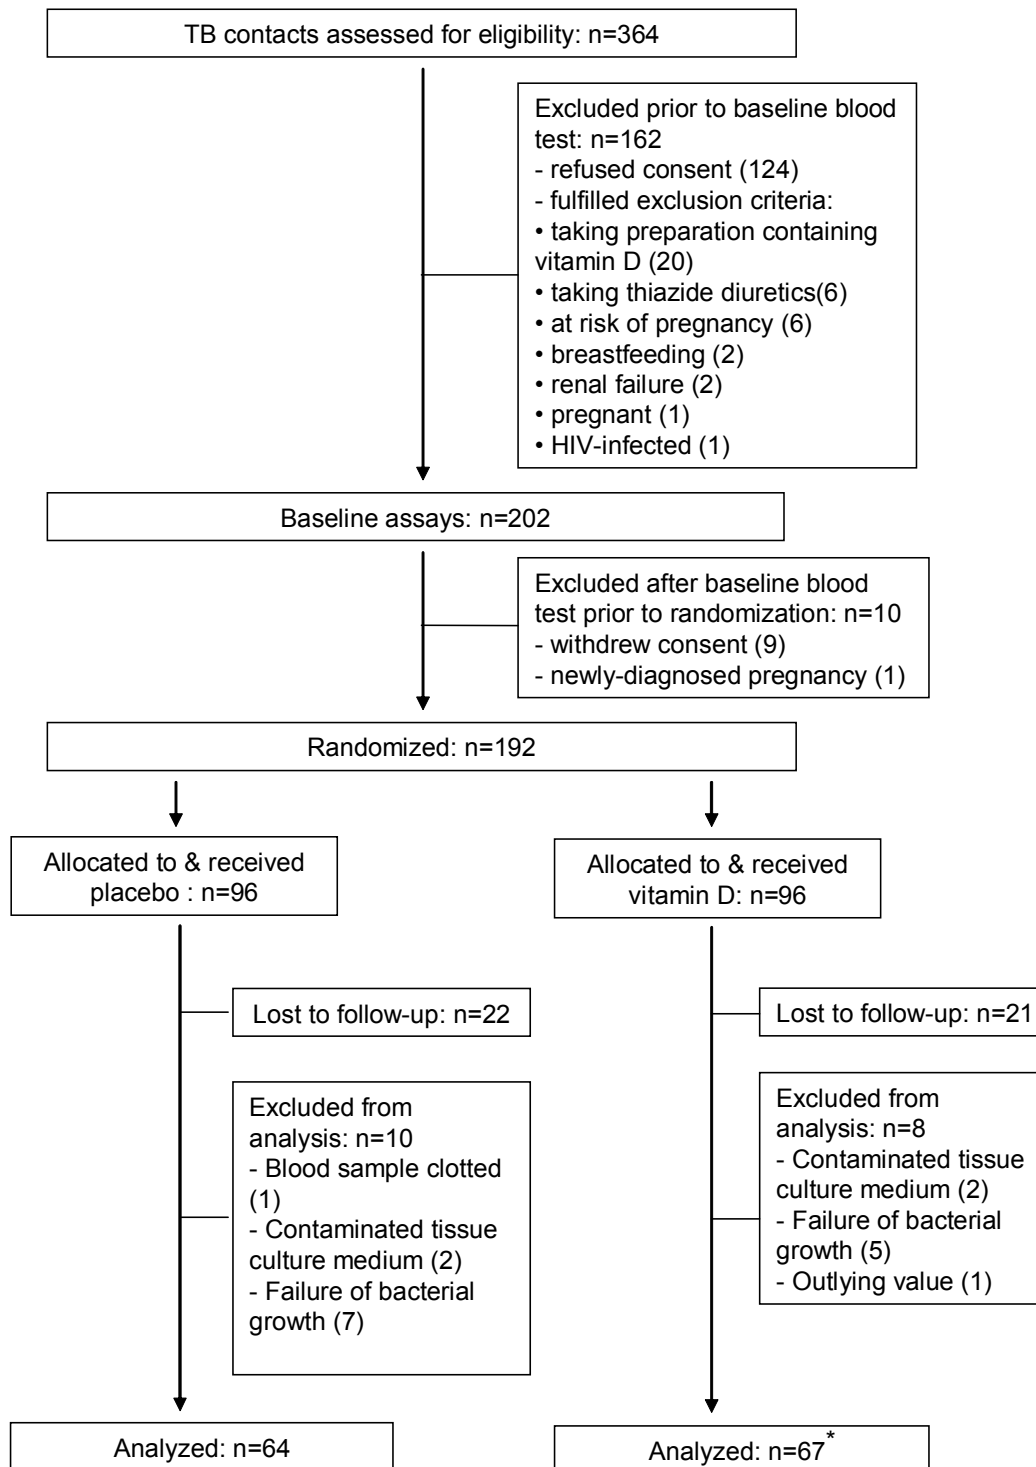 TB contacts assessed for eligibility: n=364
Excluded prior to baseline blood
test: n=162
- refused consent (124)
- fulfilled exclusion criteria:
• taking preparation containing
vitamin D (20)
• taking thiazide diuretics(6)
• at risk of pregnancy (6)
• breastfeeding (2)
• renal failure (2)
• pregnant (1)
• HIV-infected (1)
Baseline assays: n=202
Excluded after baseline blood
test prior to randomization: n=10
- withdrew consent (9)
- newly-diagnosed pregnancy (1)
Randomized: n=192
Allocated to & received
placebo : n=96
Allocated to & received
vitamin D: n=96
Lost to follow-up: n=22
Lost to follow-up: n=21
Excluded from
analysis: n=10
- Blood sample clotted
(1)
- Contaminated tissue
culture medium (2)
- Failure of bacterial
growth (7)
Excluded from
analysis: n=8
- Contaminated tissue
culture medium (2)
- Failure of bacterial
growth (5)
- Outlying value (1)
Analyzed: n=64
Analyzed: n=67*